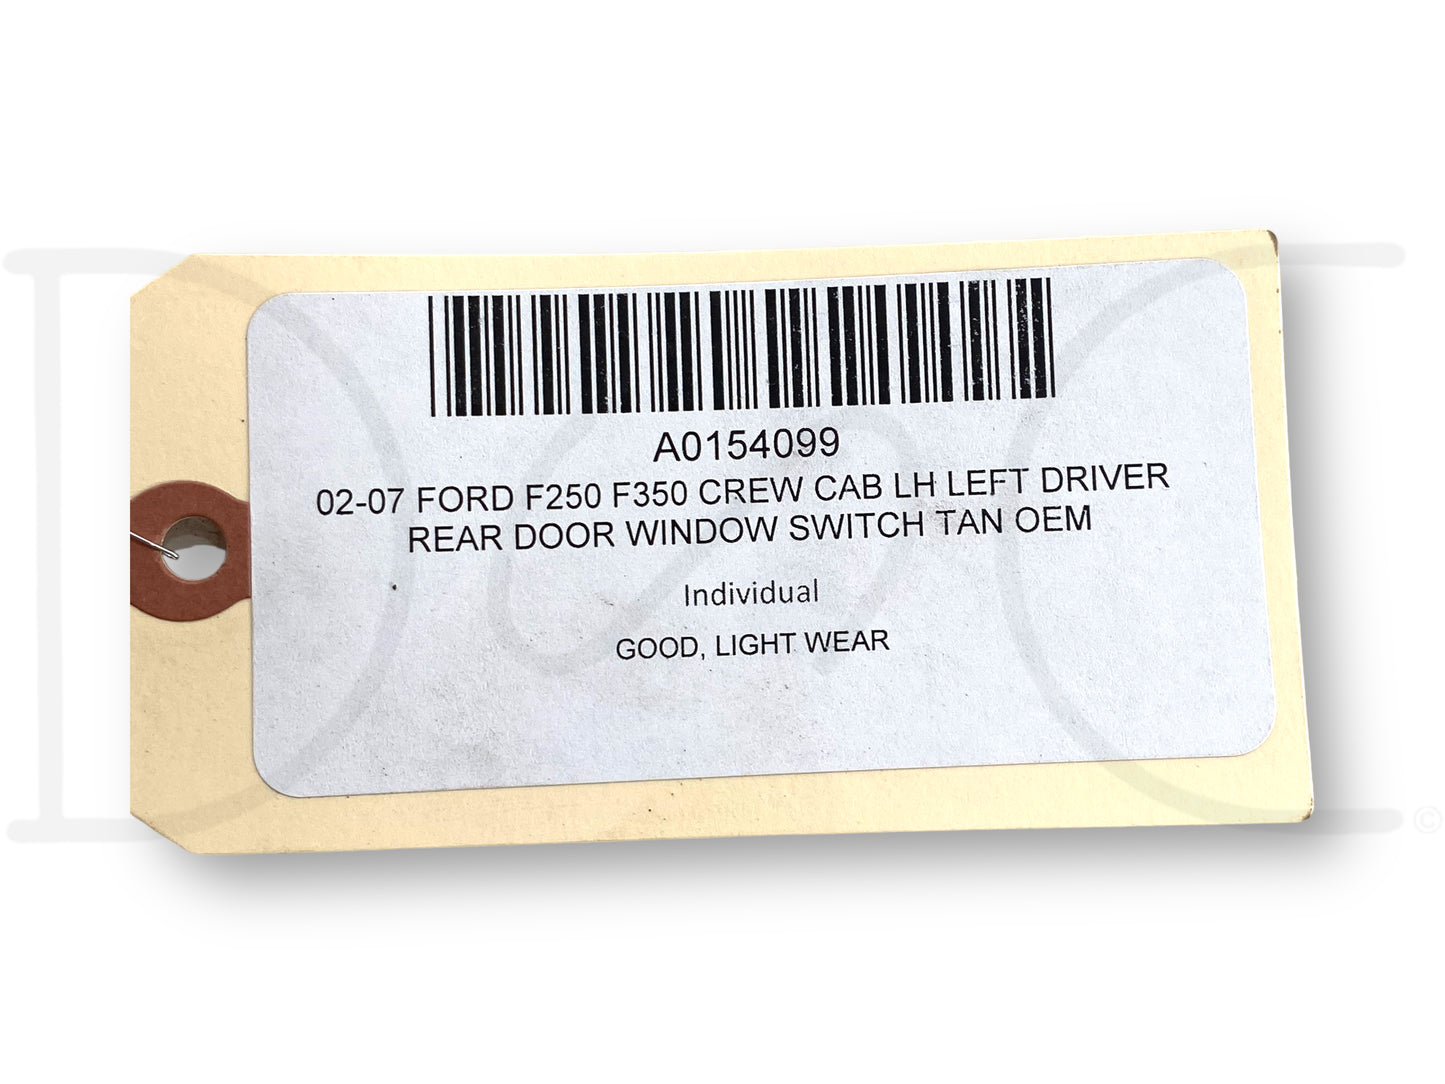 A0154099
02-07 FORD F250 F350 CREW CAB LH LEFT DRIVER
REAR DOOR WINDOW SWITCH TAN OEM
Individual
GOOD, LIGHT WEAR
©